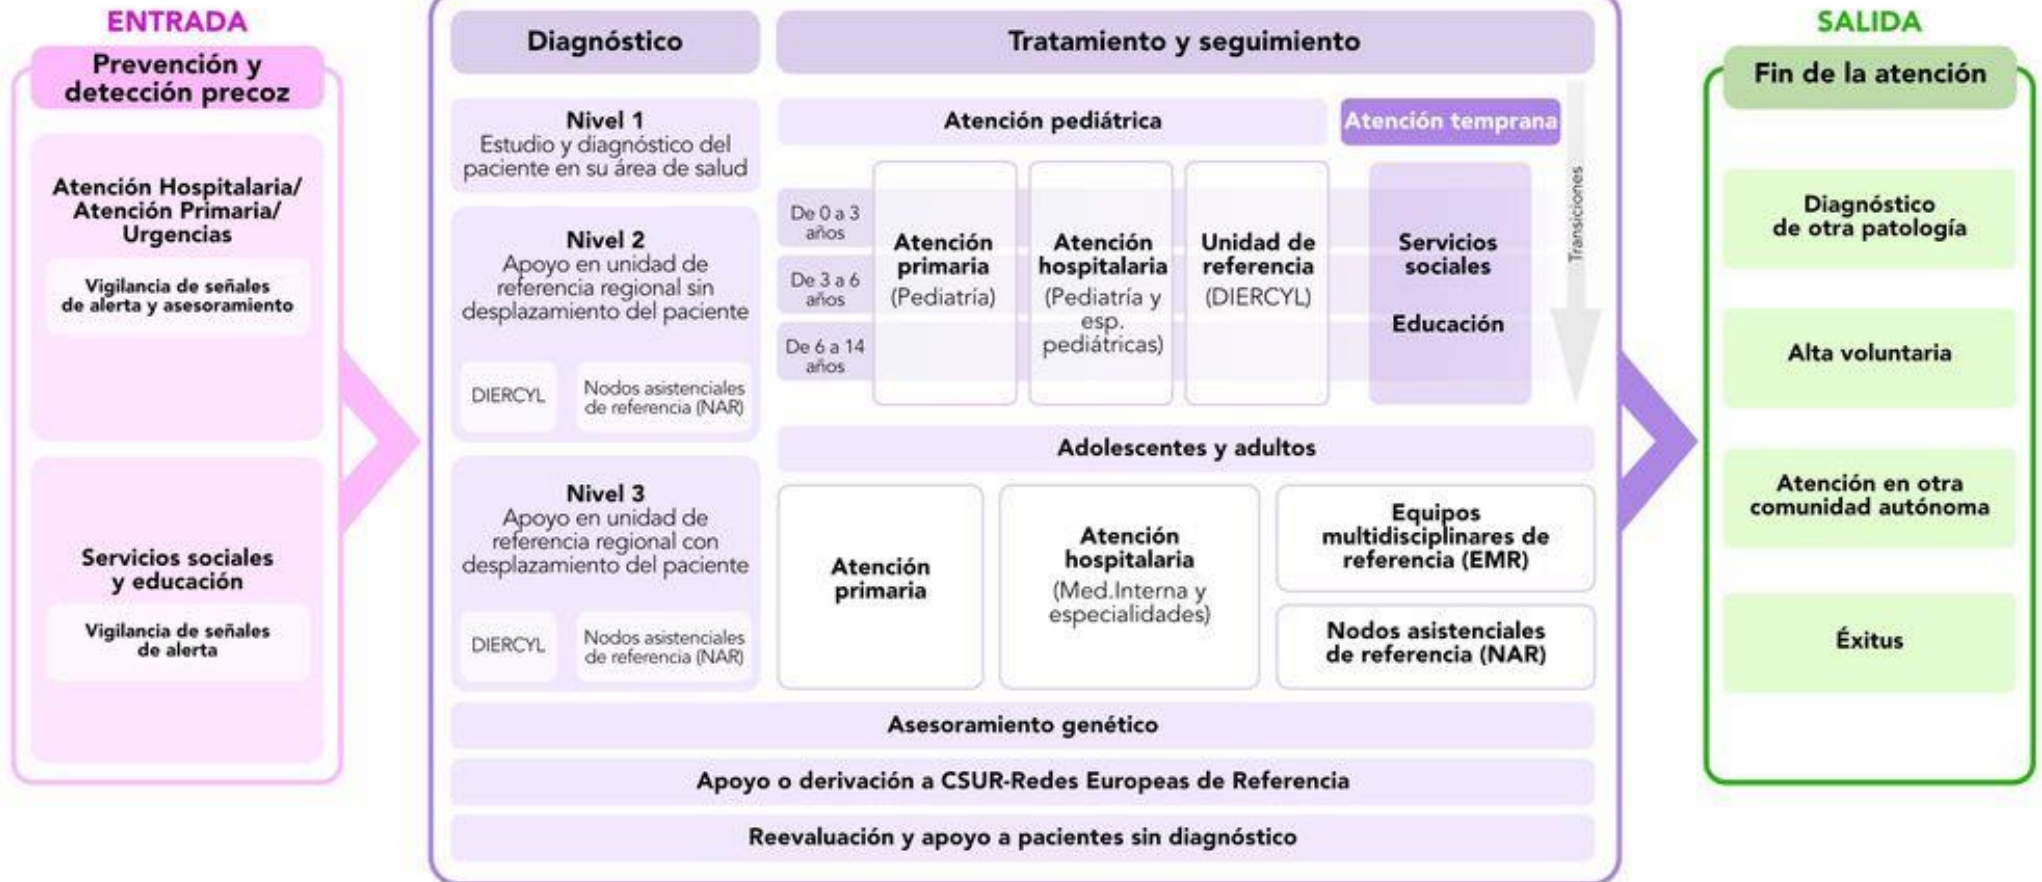 ENTRADA
Prevención y
detección precoz
Atención Hospitalaria/
Atención Primaria/
Urgencias
Vigilancia de señales
de alerta y asesoramiento
Servicios sociales
y educación
Vigilancia de señales
de alerta
Diagnóstico
Nivel 1
Estudio y diagnóstico del
paciente en su área de salud
Nivel 2
Apoyo en unidad de
referencia regional sin
desplazamiento del paciente
DIERCYL
Nodos asistenciales
de referencia (NAR)
Nivel 3
Apoyo en unidad de
referencia regional con
desplazamiento del paciente
DIERCYL
Nodos asistenciales
de referencia (NAR)
Tratamiento y seguimiento
Atención pediátrica
Atención temprana
De 0 a 3
años
De 3 a 6
años
De 6 a 14
años
Atención
primaria
(Pediatría)
Atención
hospitalaria
(Pediatría y
esp.
pediátricas)
Unidad de
referencia
(DIERCYL)
Servicios
sociales
Educación
Transiciones
Adolescentes y adultos
Atención
primaria
Atención
hospitalaria
(Med.Interna y
especialidades)
Equipos
multidisciplinares de
referencia (EMR)
Nodos asistenciales
de referencia (NAR)
Asesoramiento genético
Apoyo o derivación a CSUR-Redes Europeas de Referencia
Reevaluación y apoyo a pacientes sin diagnóstico
SALIDA
Fin de la atención
Diagnóstico
de otra patología
Alta voluntaria
Atención en otra
comunidad autónoma
Éxitus